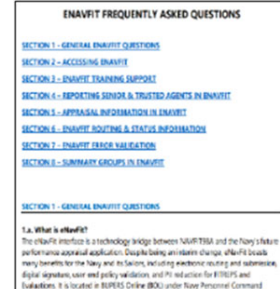 ENAVFIT FREQUENTLY ASKED QUESTIONS
SECTION 1 - GENERAL ENAVFIT QUESTIONS
SECTION 2 – ACCESSING ENAVFIT
SECTION 3 – ENAVFIT TRAINING SUPPORT
SECTION 4 – REPORTING SENIOR & TRUSTED AGENTS IN ENAVFIT
SECTION 5 – APPRAISAL INFORMATION IN ENAVFIT
SECTION 6 – ENAVFIT ROUTING & STATUS INFORMATION
SECTION 7 – ENAVFIT ERROR VALIDATION
SECTION 8 – SUMMARY GROUPS IN ENAVFIT
SECTION 1 - GENERAL ENAVFIT QUESTIONS
1.a. What is eNavFit?
The eNavFit interface is a technology bridge between NAVFIT98A and the Navy's future
performance appraisal application. Despite being an interim change, eNavFit boasts
many benefits for the Navy and its Sailors, including electronic routing and submission,
digital signature, user end policy validation, and PII reduction for FITREPS and
Evaluations. It is located in BUPERS Online (BOL) under Navy Personnel Command